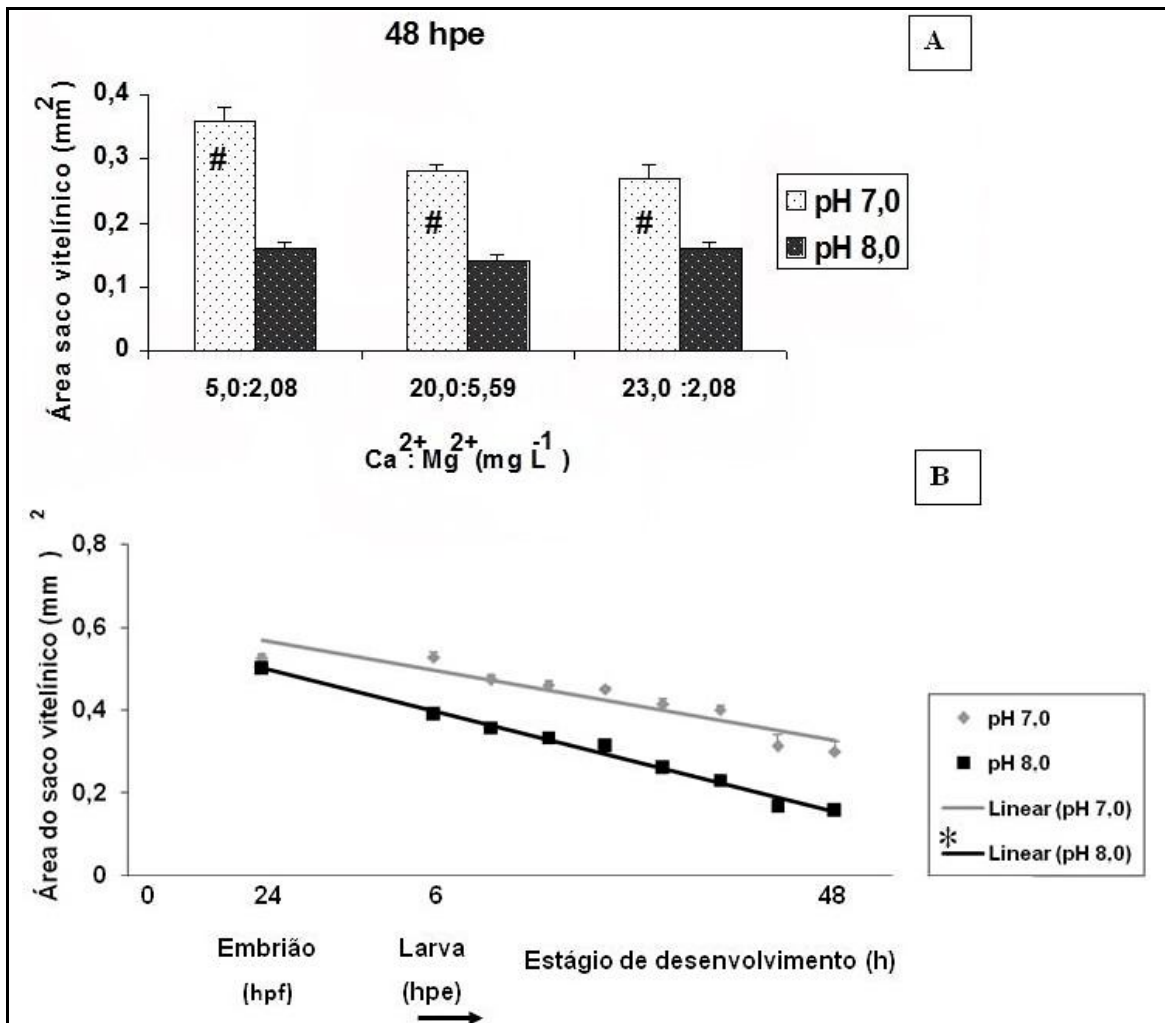 48 hpe
A
Área saco vitelínico (mm²)
0,4
0,3
0,2
0,1
0
#
#
#
pH 7,0
pH 8,0
5,0:2,08
20,0:5,59
23,0 :2,08
Ca²⁺: Mg²⁺(mg L⁻¹)
B
Área do saco vitelínico (mm ²
0,8
0,6
0,4
0,2
0
pH 7,0
pH 8,0
Linear (pH 7,0)
* Linear (pH 8,0)
0 24 6 48
Embrião
(hpf)
Larva
(hpe)
Estágio de desenvolvimento (h)